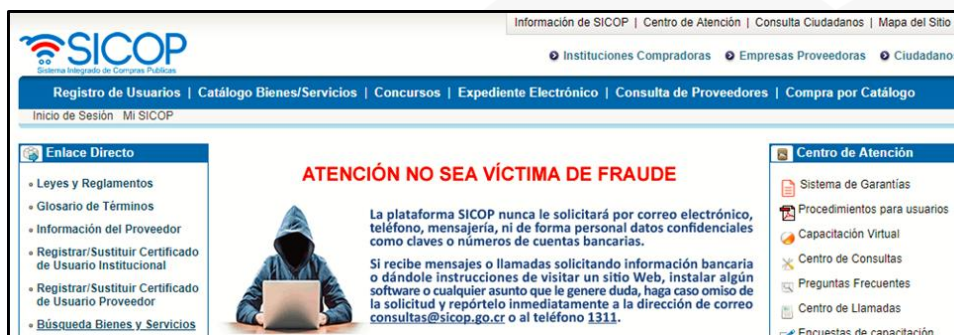 Información de SICOP | Centro de Atención | Consulta Ciudadanos | Mapa del Sitio
SICOP
Sistema Integrado de Compras Públicas
Instituciones Compradoras Empresas Proveedoras Ciudadanos
Registro de Usuarios | Catálogo Bienes/Servicios | Concursos | Expediente Electrónico | Consulta de Proveedores | Compra por Catálogo
Inicio de Sesión Mi SICOP
Enlace Directo
Leyes y Reglamentos
Glosario de Términos
Información del Proveedor
Registrar/Sustituir Certificado
de Usuario Institucional
Registrar/Sustituir Certificado
de Usuario Proveedor
Búsqueda Bienes y Servicios
ATENCIÓN NO SEA VÍCTIMA DE FRAUDE
La plataforma SICOP nunca le solicitará por correo electrónico,
teléfono, mensajería, ni de forma personal datos confidenciales
como claves o números de cuentas bancarias.
Si recibe mensajes o llamadas solicitando información bancaria
o dándole instrucciones de visitar un sitio Web, instalar algún
software o cualquier asunto que le genere duda, haga caso omiso de
la solicitud y repórtelo inmediatamente a la dirección de correo
consultas@sicop.go.cr o al teléfono 1311.
Centro de Atención
Sistema de Garantías
Procedimientos para usuarios
Capacitación Virtual
Centro de Consultas
Preguntas Frecuentes
Centro de Llamadas
Encuestas de capacitación